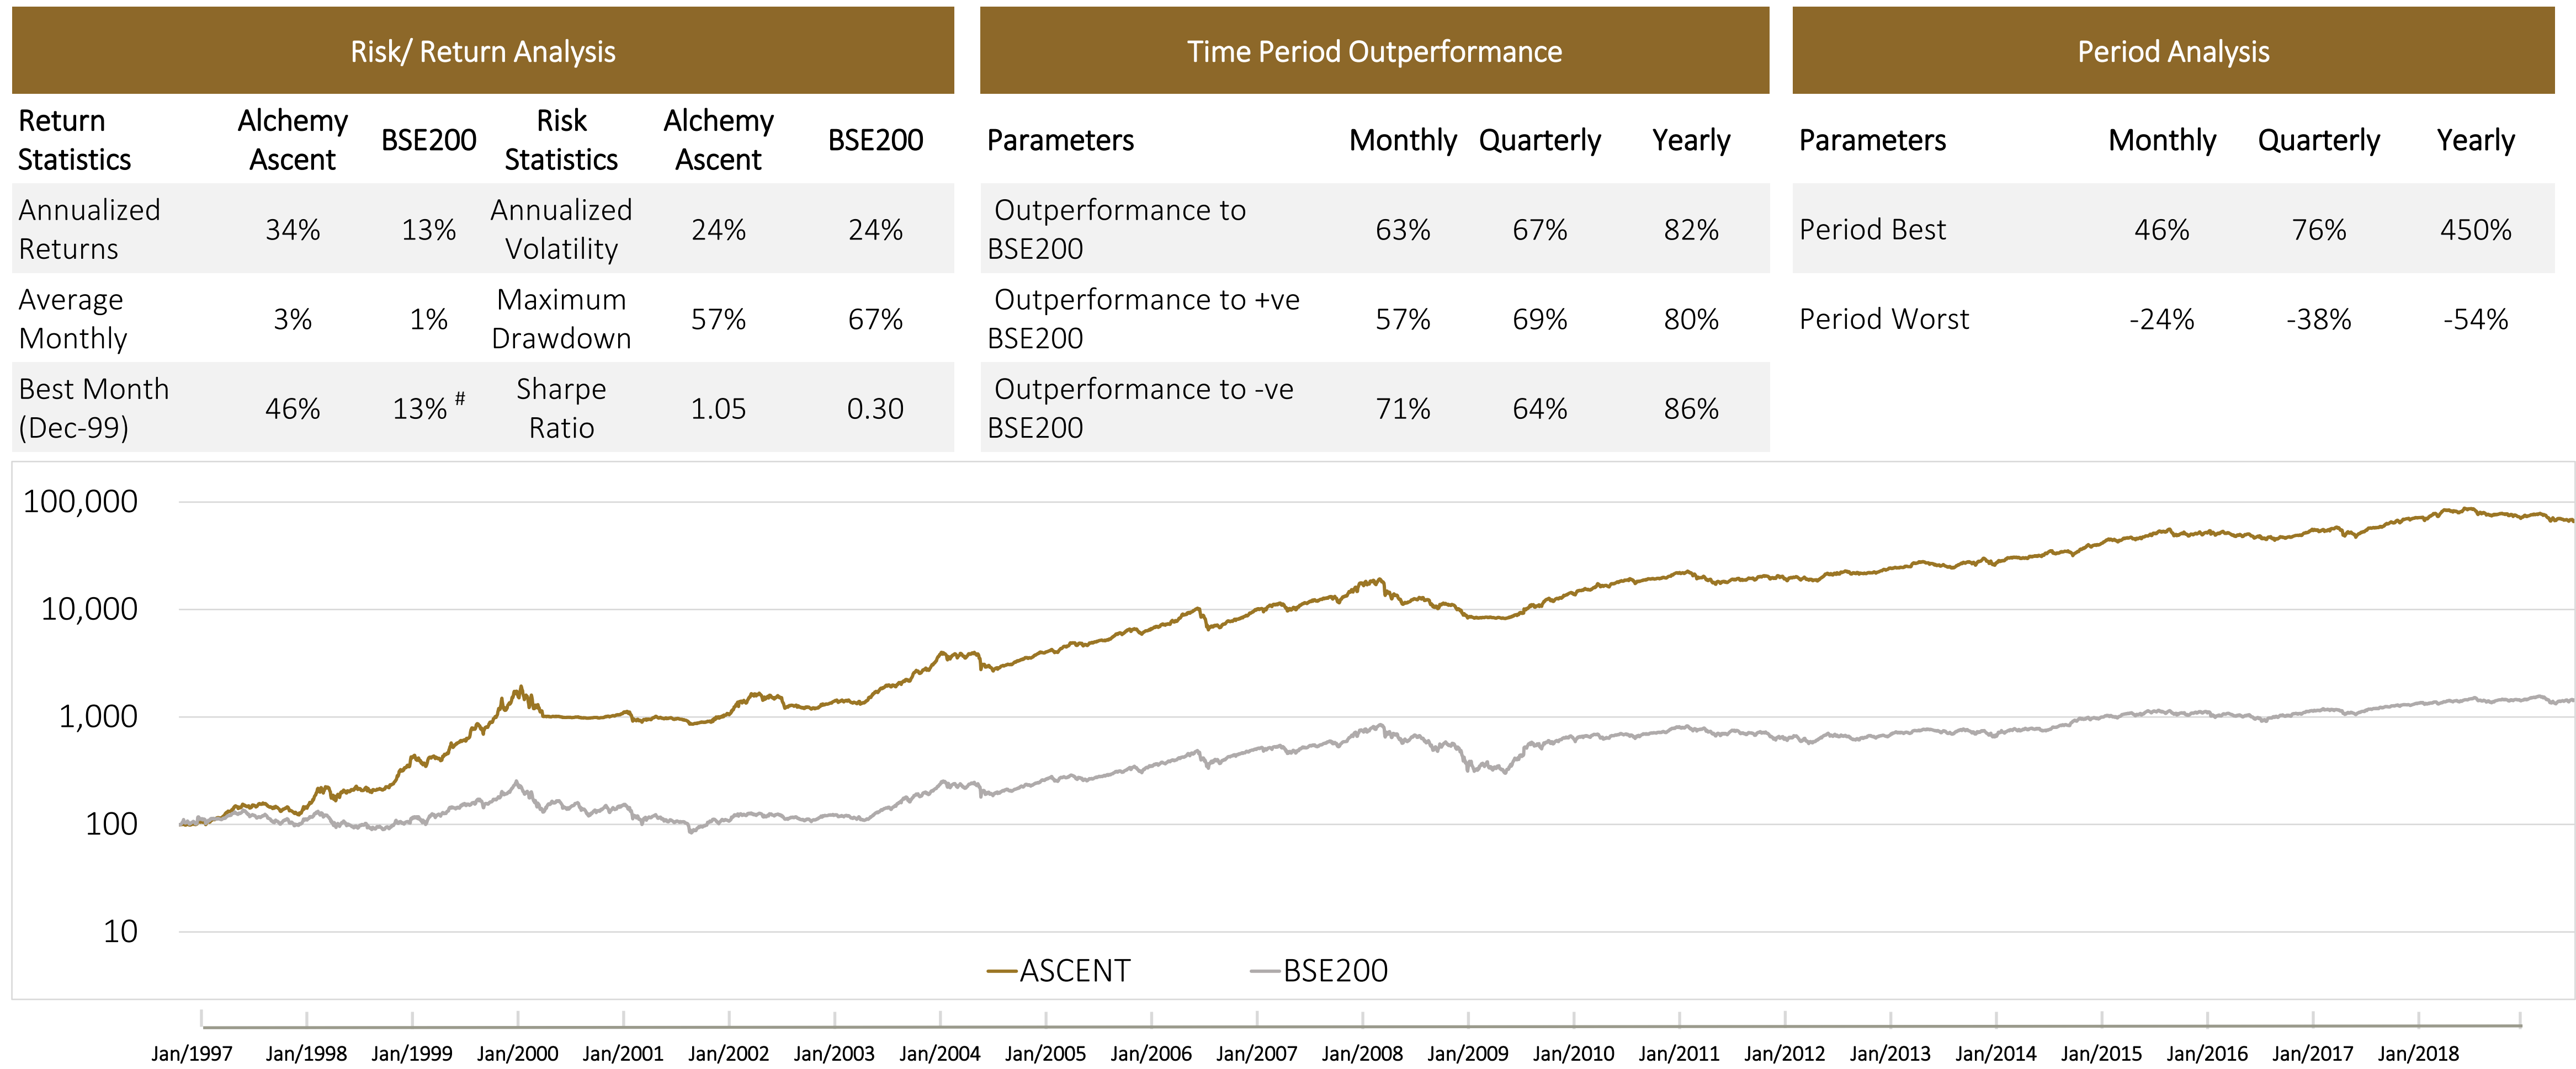 Risk/ Return Analysis
Return Statistics Alchemy Ascent BSE200 Risk Statistics Alchemy Ascent BSE200
Annualized Returns 34% 13% Annualized Volatility 24% 24%
Average Monthly 3% 1% Maximum Drawdown 57% 67%
Best Month (Dec-99) 46% 13% # Sharpe Ratio 1.05 0.30
Time Period Outperformance
Parameters Monthly Quarterly Yearly
Outperformance to BSE200 63% 67% 82%
Outperformance to +ve BSE200 57% 69% 80%
Outperformance to -ve BSE200 71% 64% 86%
Period Analysis
Parameters Monthly Quarterly Yearly
Period Best 46% 76% 450%
Period Worst -24% -38% -54%
100,000
10,000
1,000
100
10
ASCENT BSE200
Jan/1997 Jan/1998 Jan/1999 Jan/2000 Jan/2001 Jan/2002 Jan/2003 Jan/2004 Jan/2005 Jan/2006 Jan/2007 Jan/2008 Jan/2009 Jan/2010 Jan/2011 Jan/2012 Jan/2013 Jan/2014 Jan/2015 Jan/2016 Jan/2017 Jan/2018